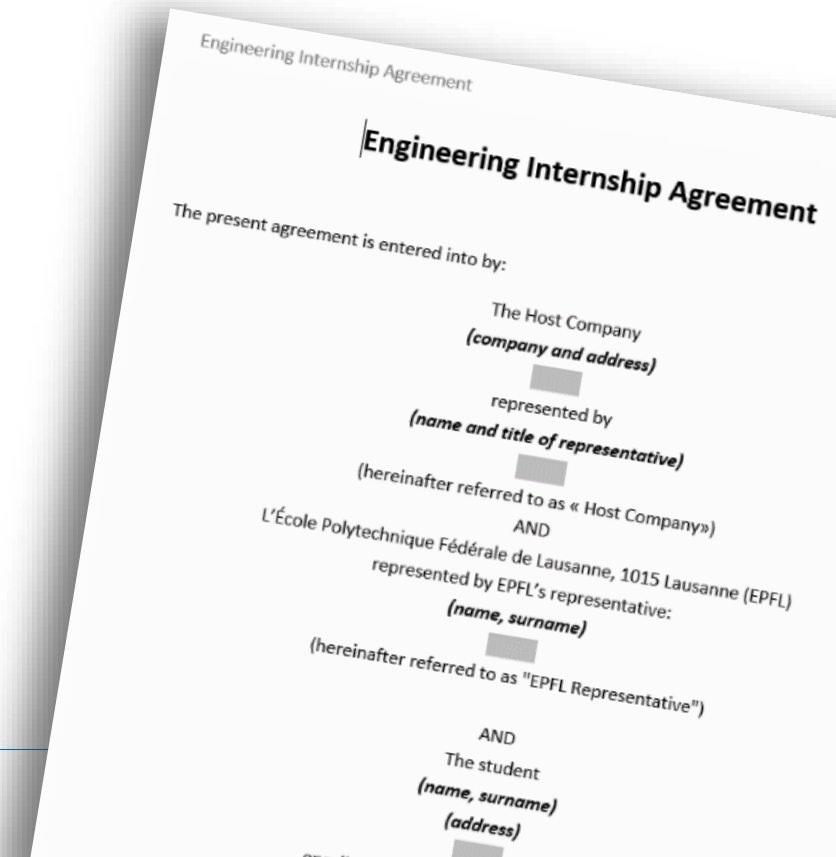 Engineering Internship Agreement
Engineering Internship Agreement
The present agreement is entered into by:
The Host Company
(company and address)
represented by
(name and title of representative)
(hereinafter referred to as « Host Company»)
AND
L’École Polytechnique Fédérale de Lausanne, 1015 Lausanne (EPFL)
represented by EPFL’s representative:
(name, surname)
(hereinafter referred to as "EPFL Representative")
AND
The student
(name, surname)
(address)